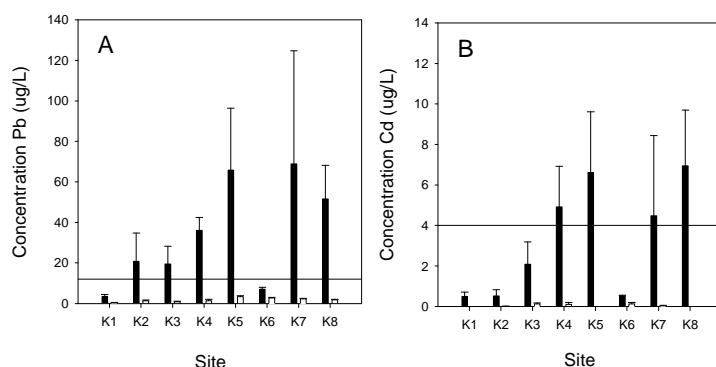 A
Concentration Pb (ug/L)
140
120
100
80
60
40
20
0
K1 K2 K3 K4 K5 K6 K7 K8
Site
B
Concentration Cd (ug/L)
14
12
10
8
6
4
2
0
K1 K2 K3 K4 K5 K6 K7 K8
Site